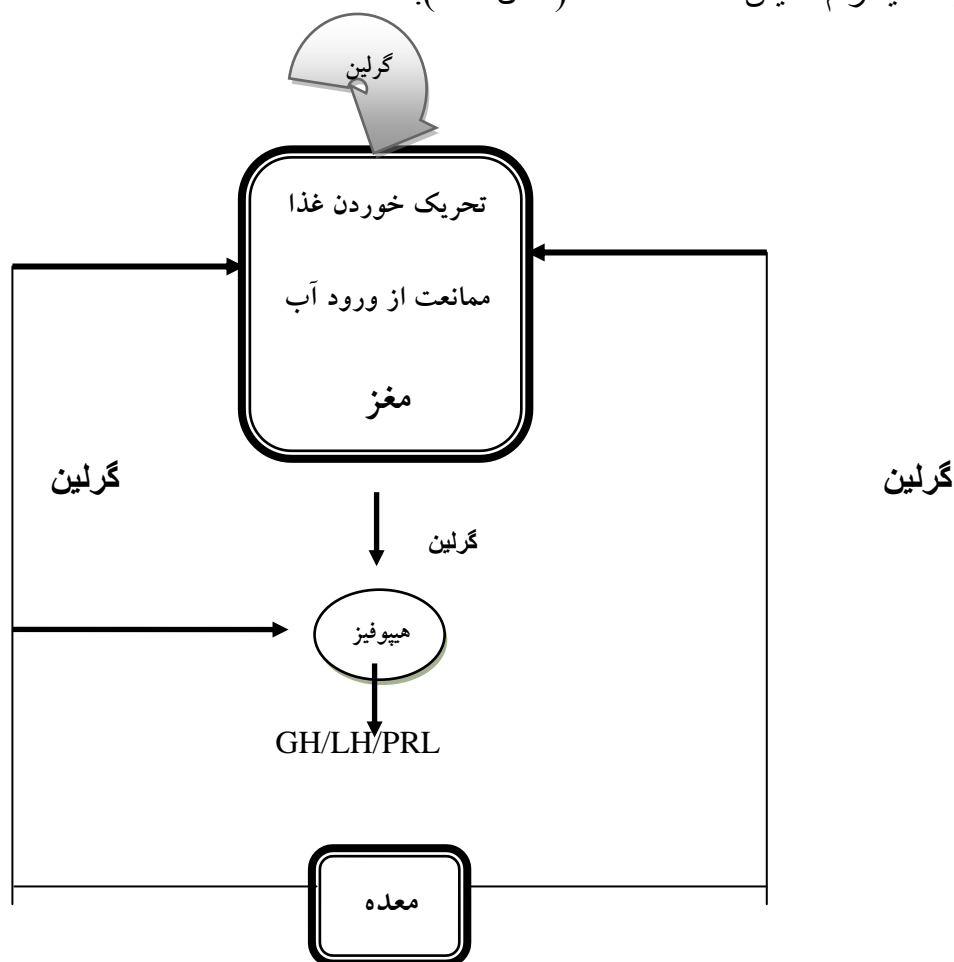 گرلین
تحریک خوردن غذا
ممانعت از ورود آب
مغز
گرلین
گرلین
گرلین
هیپوفیز
GH/LH/PRL
معده